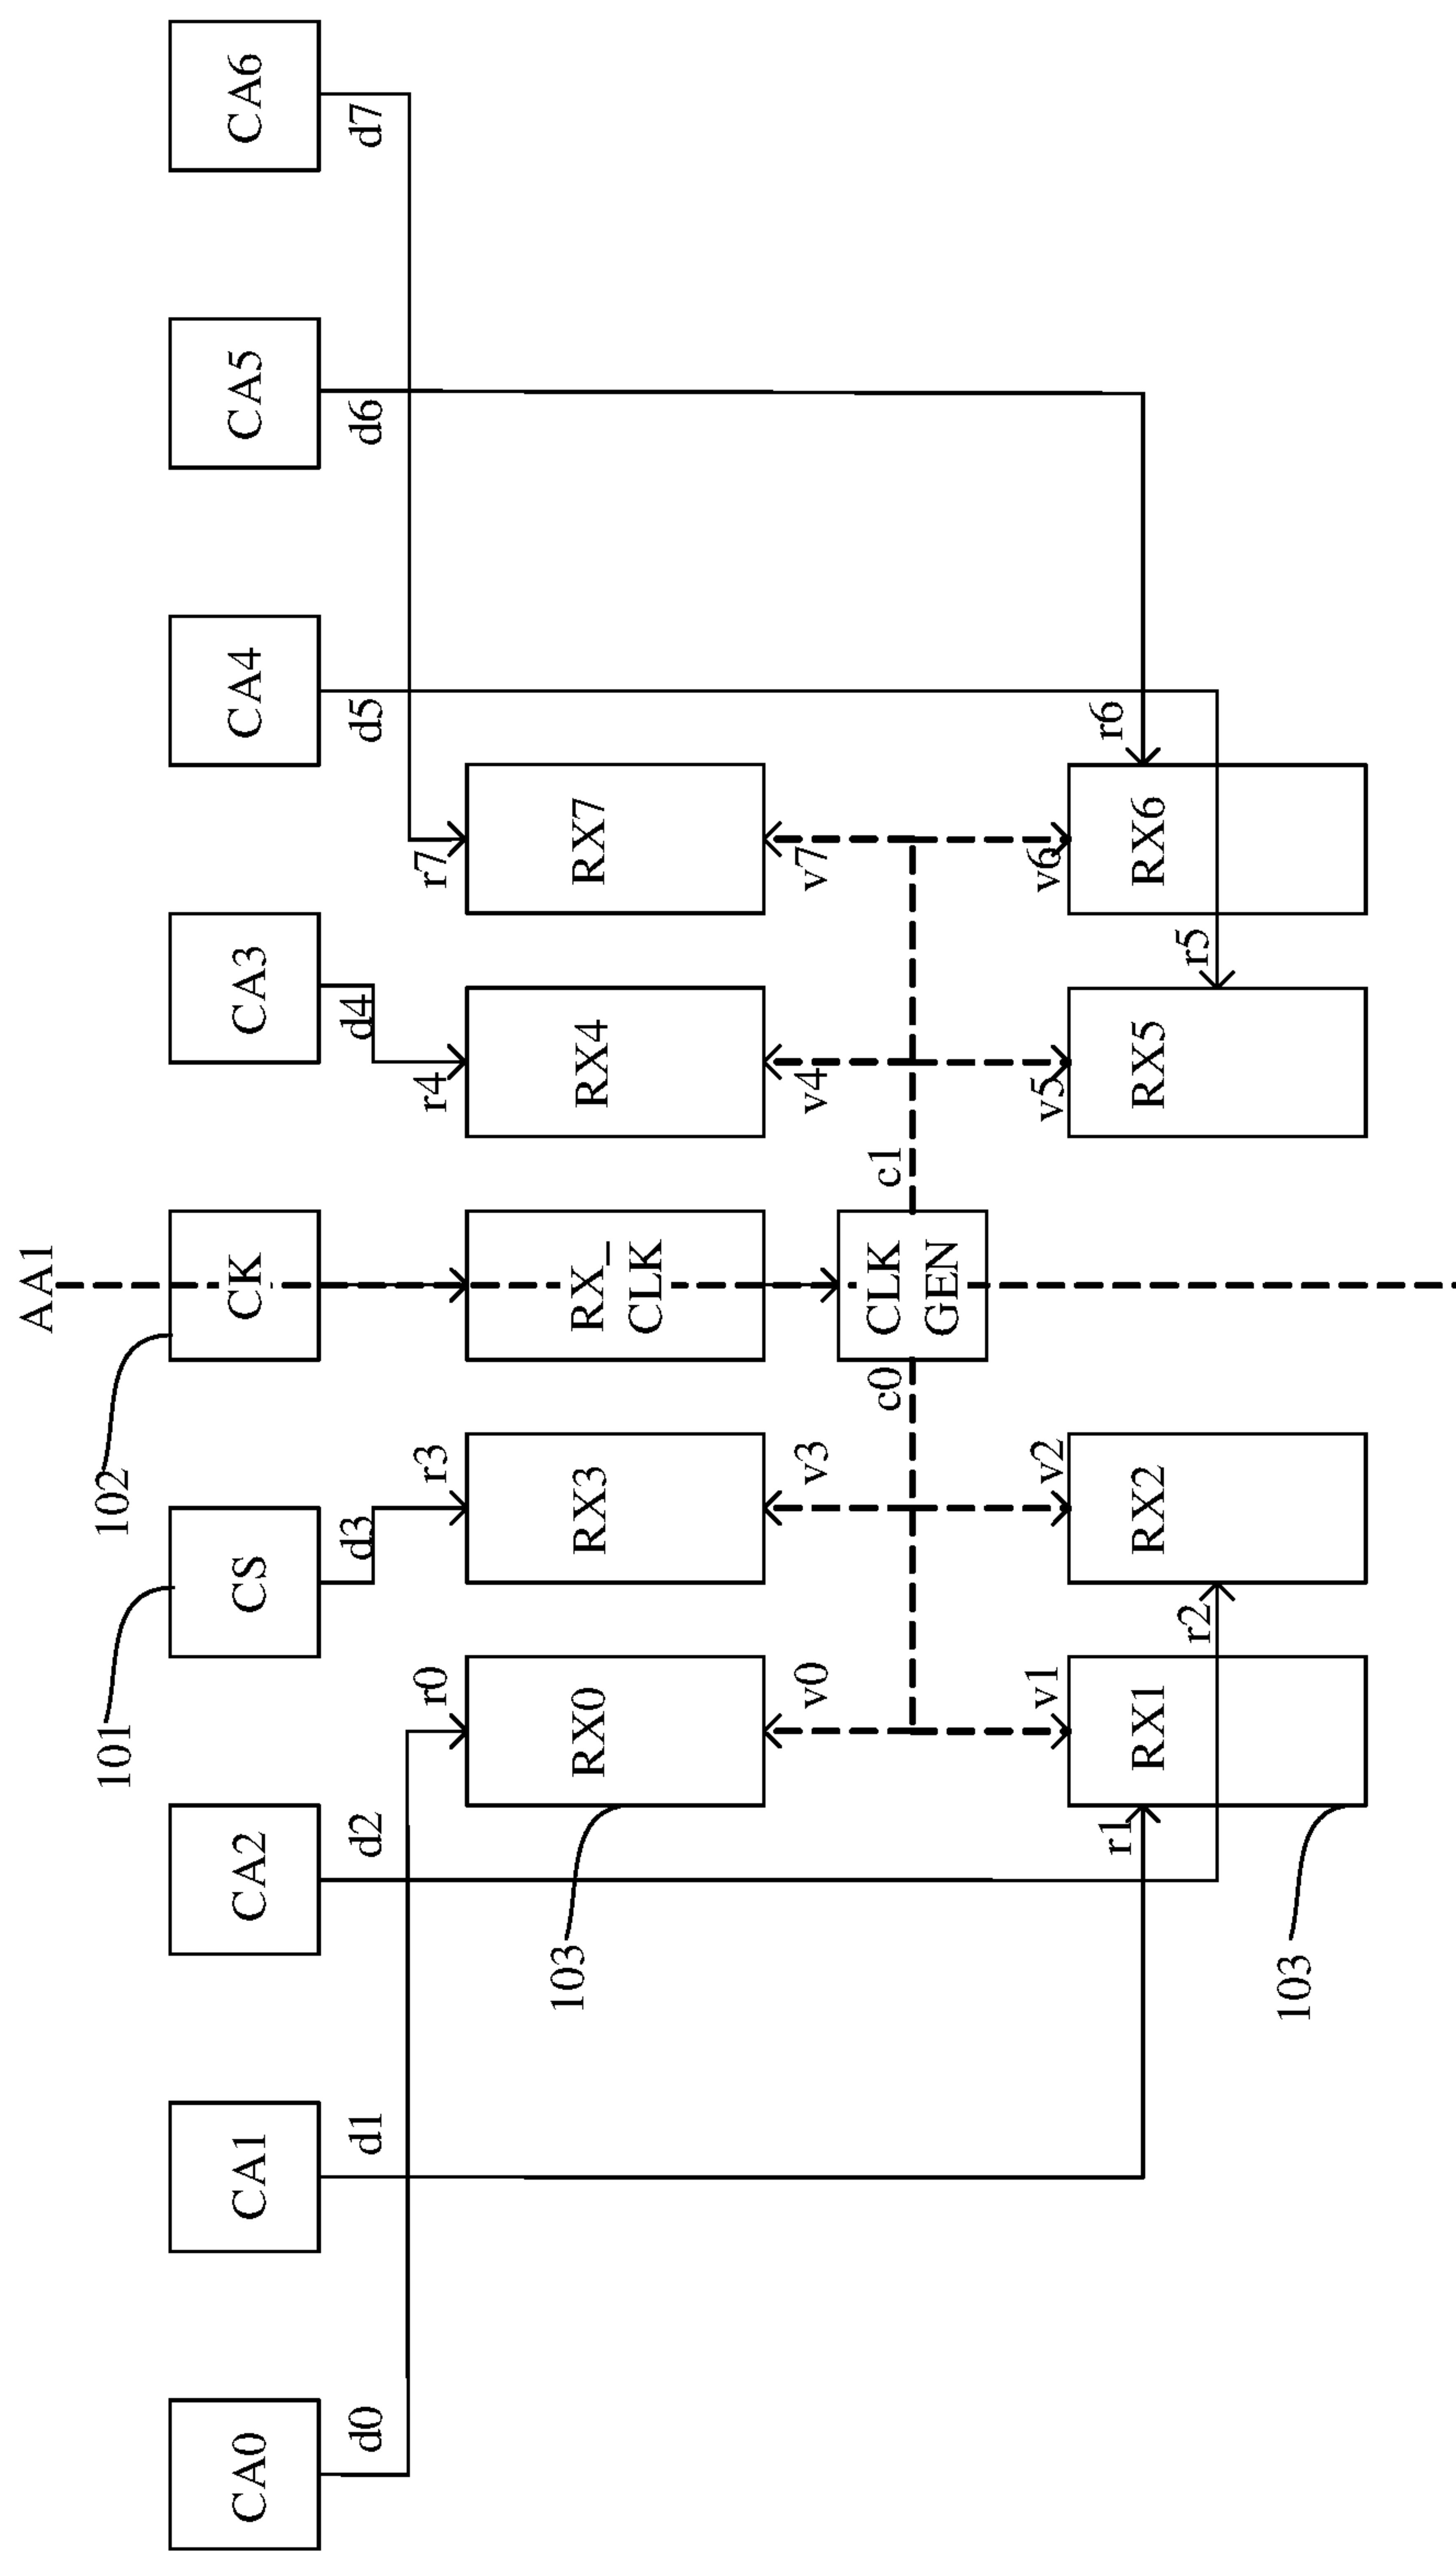 AA1
102
101
CA0
CA1
CA2
CS
CK
CA3
CA4
CA5
CA6
d0
d1
d2
d3
d4
d5
d6
d7
r0
r3
r4
r7
103
RX0
RX3
RX_
CLK
RX4
RX7
v0
v3
v4
v7
c0
CLK
GEN
c1
v1
v2
v5
v6
r1
r2
r5
r6
RX1
RX2
RX5
RX6
103